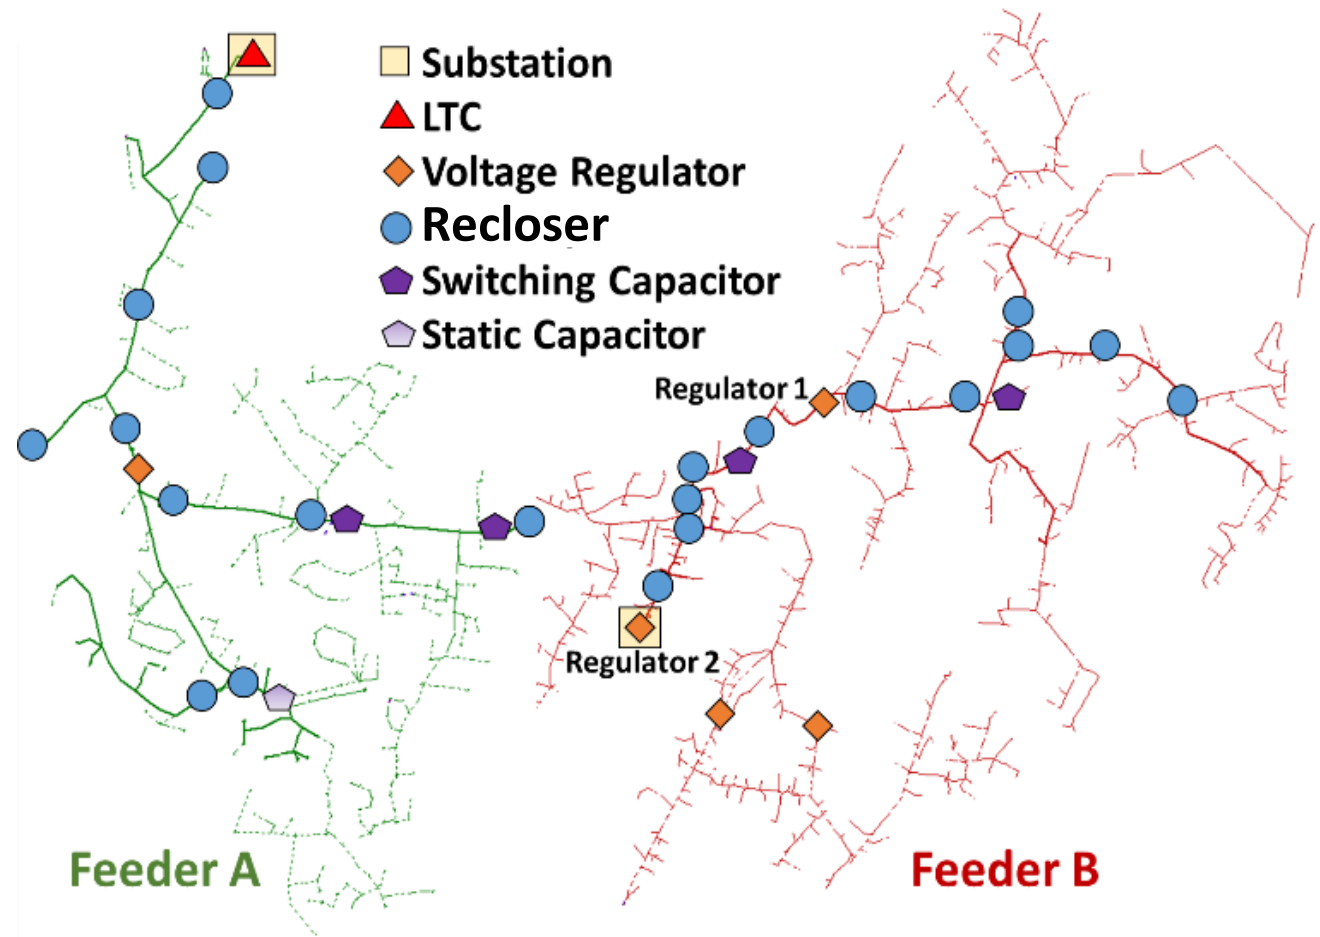 Substation
LTC
Voltage Regulator
Recloser
Switching Capacitor
Static Capacitor
Regulator 1
Regulator 2
Feeder A
Feeder B